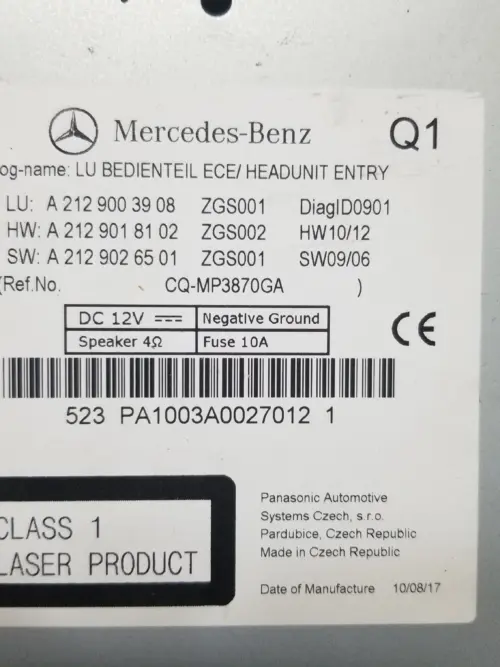 Mercedes-Benz Q1
og-name: LU BEDIENTEIL ECE/ HEADUNIT ENTRY
LU: A 212 900 39 08 ZGS001 DiagID0901
HW: A 212 901 81 02 ZGS002 HW10/12
SW: A 212 902 65 01 ZGS001 SW09/06
(Ref.No. CQ-MP3870GA )
DC 12V ⎓ Negative Ground
Speaker 4Ω Fuse 10A
CE
523 PA1003A0027012 1
CLASS 1
LASER PRODUCT
Panasonic Automotive
Systems Czech, s.r.o.
Pardubice, Czech Republic
Made in Czech Republic
Date of Manufacture 10/08/17